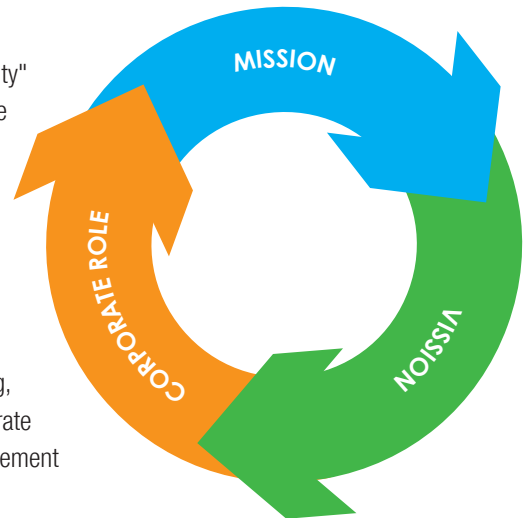 ty"
e
MISSION
CORPORATE ROLE
VISSION
g,
rate
ement